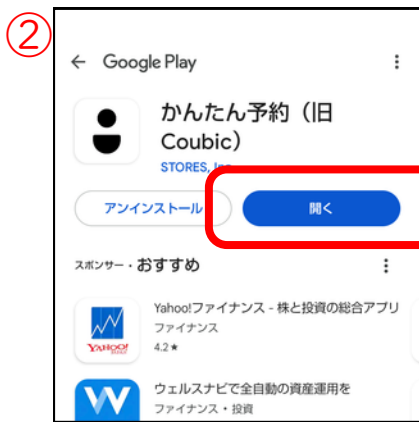 ②
Google Play
かんたん予約（旧
Coubic）
STORES, Inc
アンインストール
開く
スポンサー・おすすめ
Yahoo!ファイナンス - 株と投資の総合アプリ
ファイナンス
4.2★
YAHOO!
JAPAN
ウェルスナビで全自動の資産運用を
ファイナンス・投資